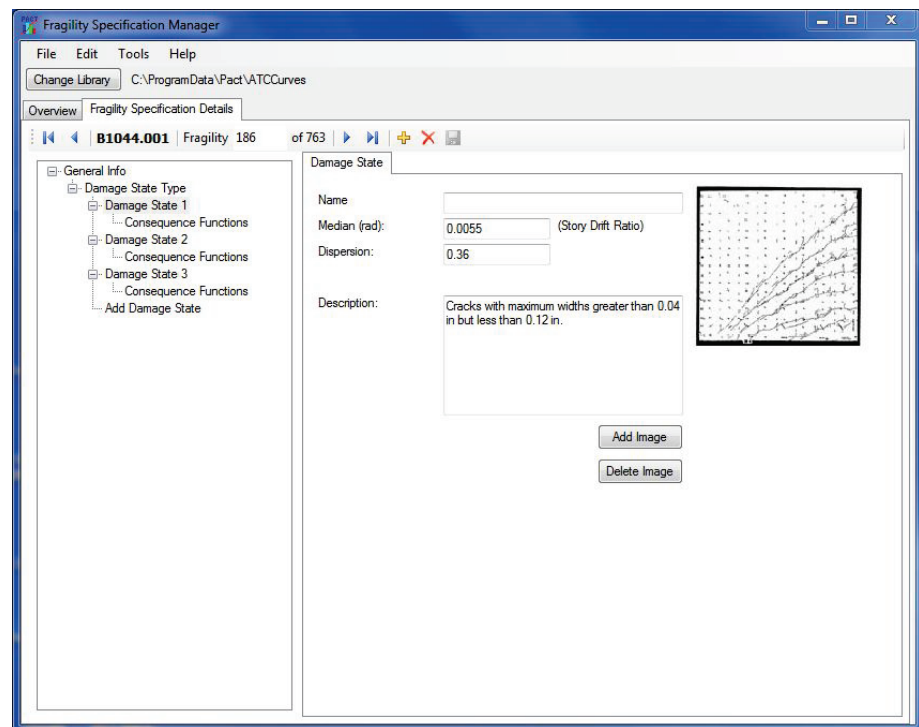 PACT
Fragility Specification Manager
File Edit Tools Help
Change Library C:\ProgramData\Pact\ATCCurves
Overview Fragility Specification Details
B1044.001 Fragility 186 of 763
General Info
Damage State Type
Damage State 1
Consequence Functions
Damage State 2
Consequence Functions
Damage State 3
Consequence Functions
Add Damage State
Damage State
Name
Median (rad): 0.0055 (Story Drift Ratio)
Dispersion: 0.36
Description: Cracks with maximum widths greater than 0.04
in but less than 0.12 in.
Add Image
Delete Image